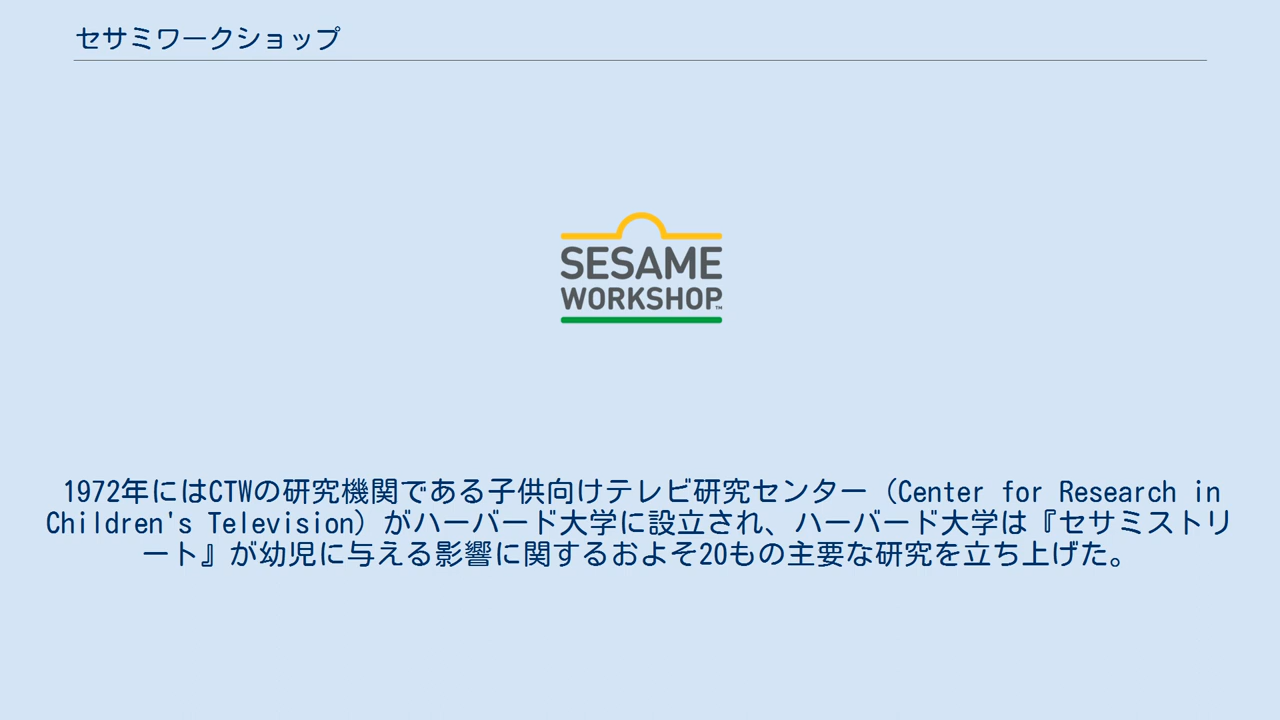 セサミワークショップ
SESAME
WORKSHOP™
1972年にはCTWの研究機関である子供向けテレビ研究センター（Center for Research in
Children's Television）がハーバード大学に設立され、ハーバード大学は『セサミストリ
ート』が幼児に与える影響に関するおよそ20もの主要な研究を立ち上げた。